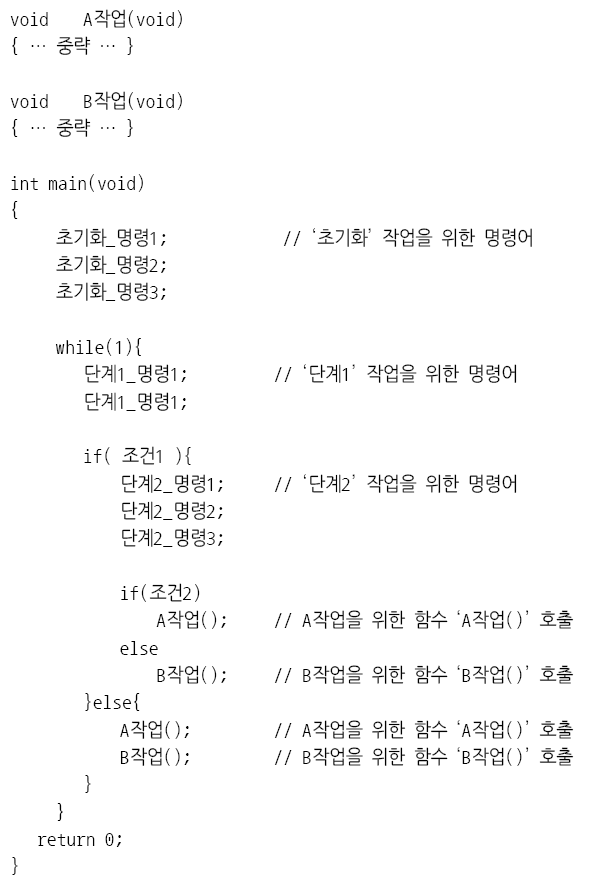 void   A작업(void)
{ … 중략 … }
void   B작업(void)
{ … 중략 … }
int main(void)
{
초기화_명령1;   // ‘초기화’ 작업을 위한 명령어
초기화_명령2;
초기화_명령3;
while(1){
단계1_명령1;   // ‘단계1’ 작업을 위한 명령어
단계1_명령1;
if( 조건1 ){
단계2_명령1;   // ‘단계2’ 작업을 위한 명령어
단계2_명령2;
단계2_명령3;
if(조건2)
A작업();   // A작업을 위한 함수 ‘A작업()’ 호출
else
B작업();   // B작업을 위한 함수 ‘B작업()’ 호출
}else{
A작업();   // A작업을 위한 함수 ‘A작업()’ 호출
B작업();   // B작업을 위한 함수 ‘B작업()’ 호출
}
}
return 0;
}